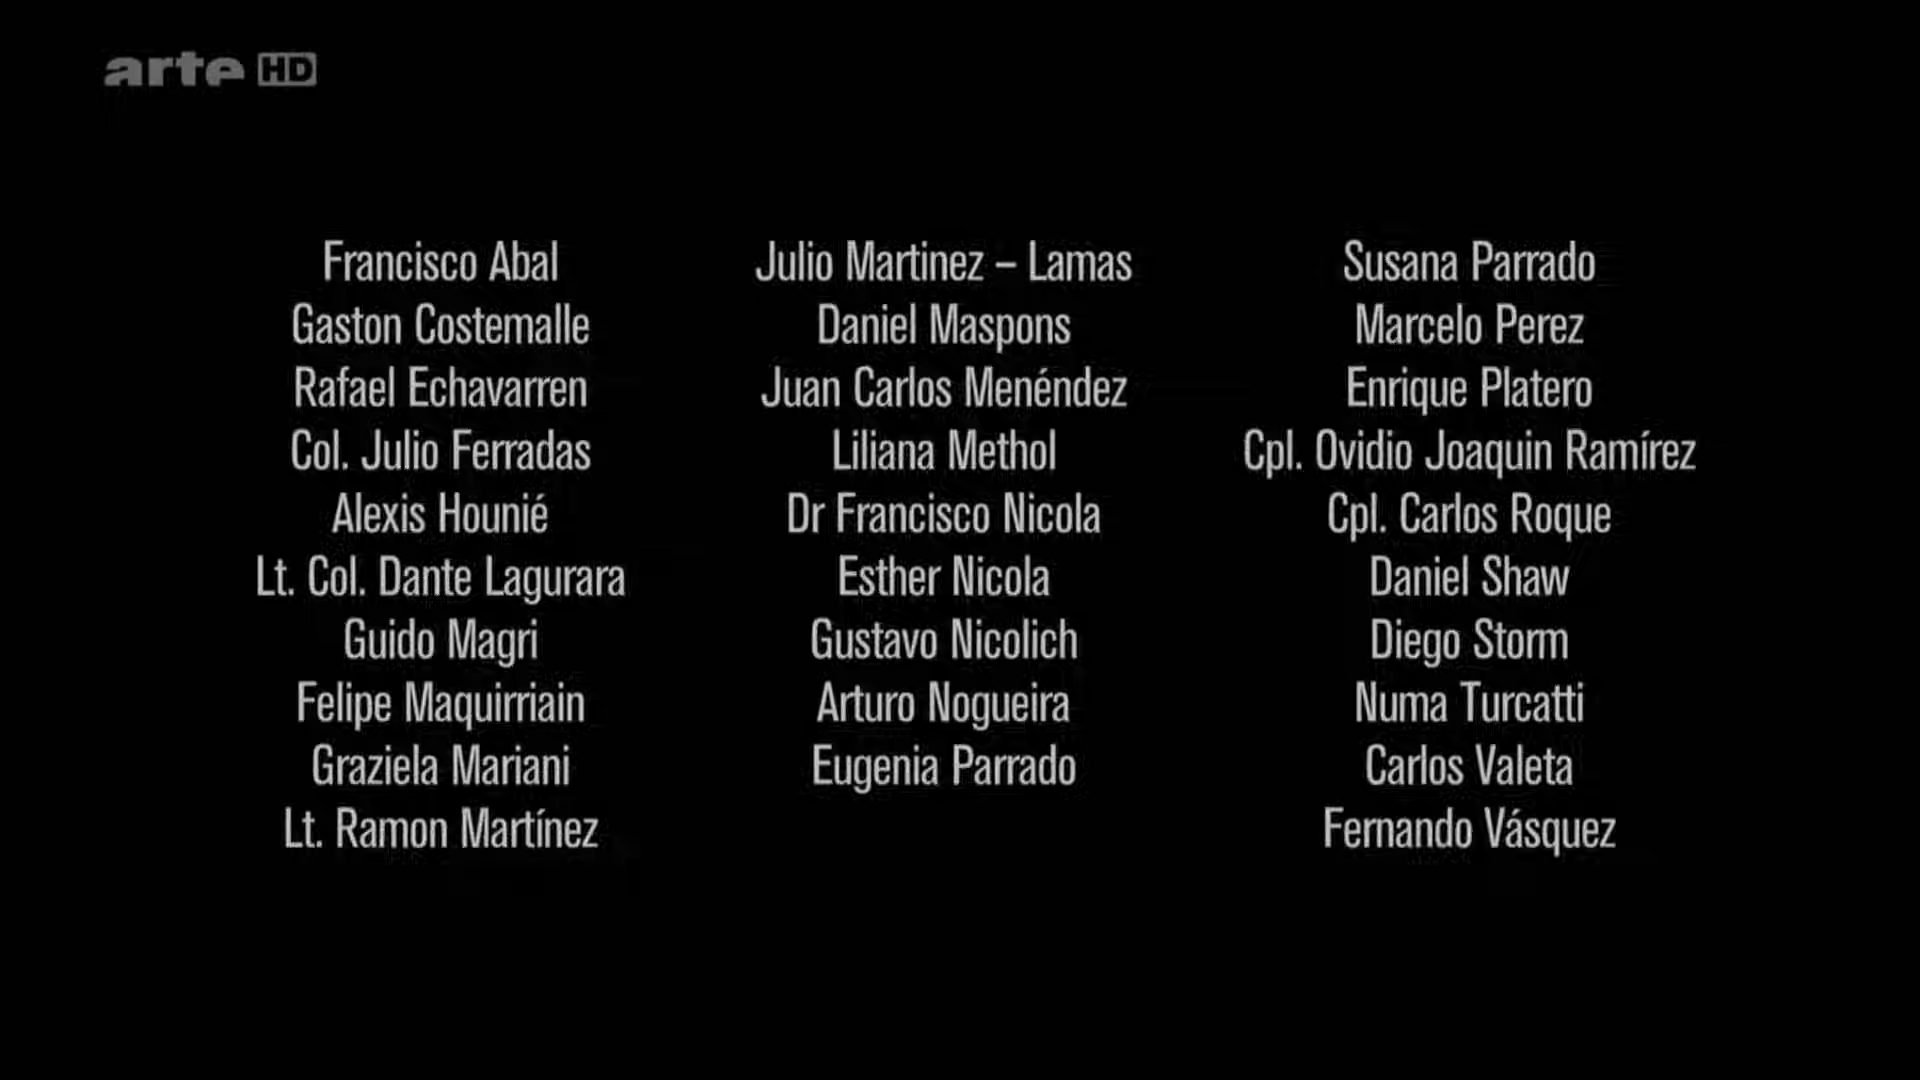 arte HD
Francisco Abal
Gaston Costemalle
Rafael Echavarren
Col. Julio Ferradas
Alexis Hounié
Lt. Col. Dante Lagurara
Guido Magri
Felipe Maquirriain
Graziela Mariani
Lt. Ramon Martínez
Julio Martinez – Lamas
Daniel Maspons
Juan Carlos Menéndez
Liliana Methol
Dr Francisco Nicola
Esther Nicola
Gustavo Nicolich
Arturo Nogueira
Eugenia Parrado
Susana Parrado
Marcelo Perez
Enrique Platero
Cpl. Ovidio Joaquin Ramírez
Cpl. Carlos Roque
Daniel Shaw
Diego Storm
Numa Turcatti
Carlos Valeta
Fernando Vásquez